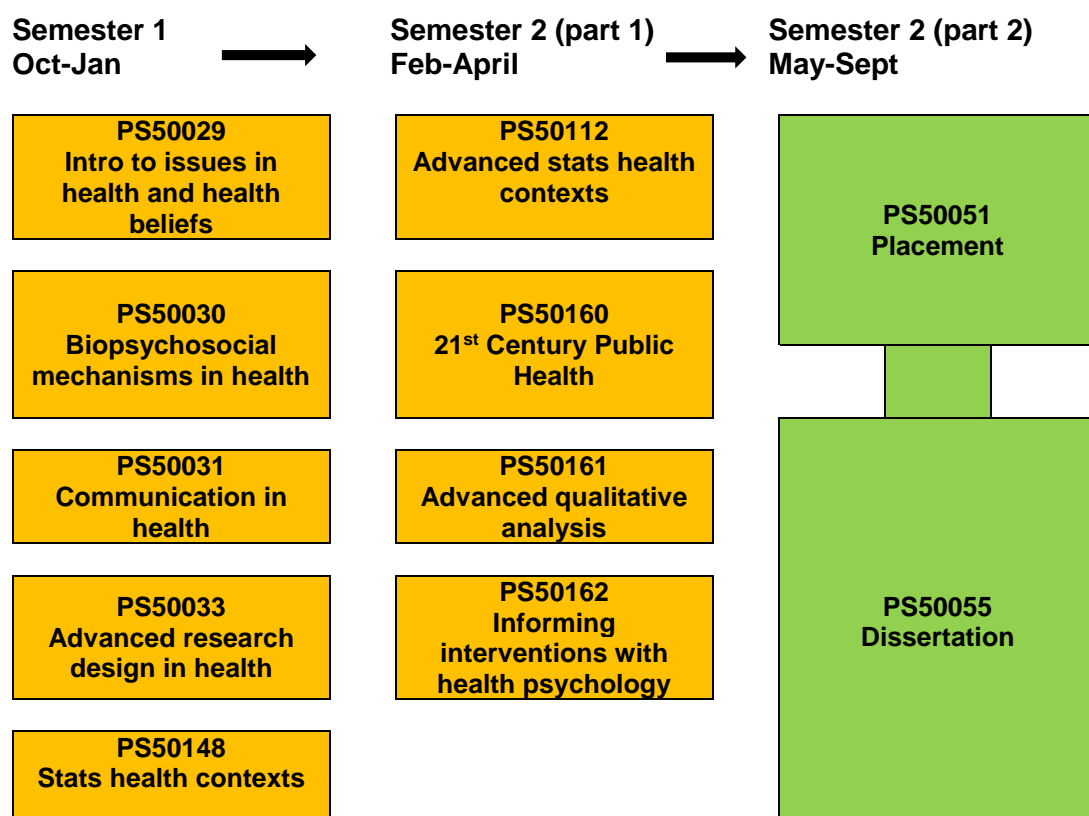 Semester 1
Oct-Jan
Semester 2 (part 1)
Feb-April
Semester 2 (part 2)
May-Sept
PS50029
Intro to issues in
health and health
beliefs
PS50030
Biopsychosocial
mechanisms in health
PS50031
Communication in
health
PS50033
Advanced research
design in health
PS50148
Stats health contexts
PS50112
Advanced stats health
contexts
PS50160
21st Century Public
Health
PS50161
Advanced qualitative
analysis
PS50162
Informing
interventions with
health psychology
PS50051
Placement
PS50055
Dissertation